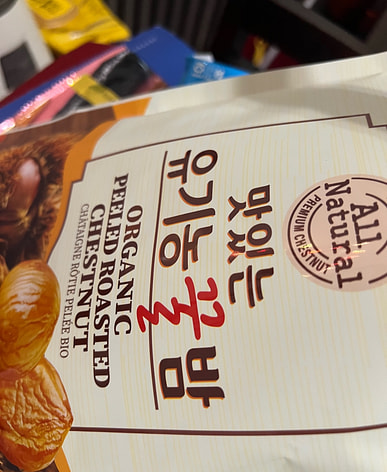 All
Natural
PREMIUM CHESTNUT
맛있는
유기농꿀밤
ORGANIC
PEELED ROASTED
CHESTNUT
CHÂTAIGNE RÔTIE PELÉE BIO